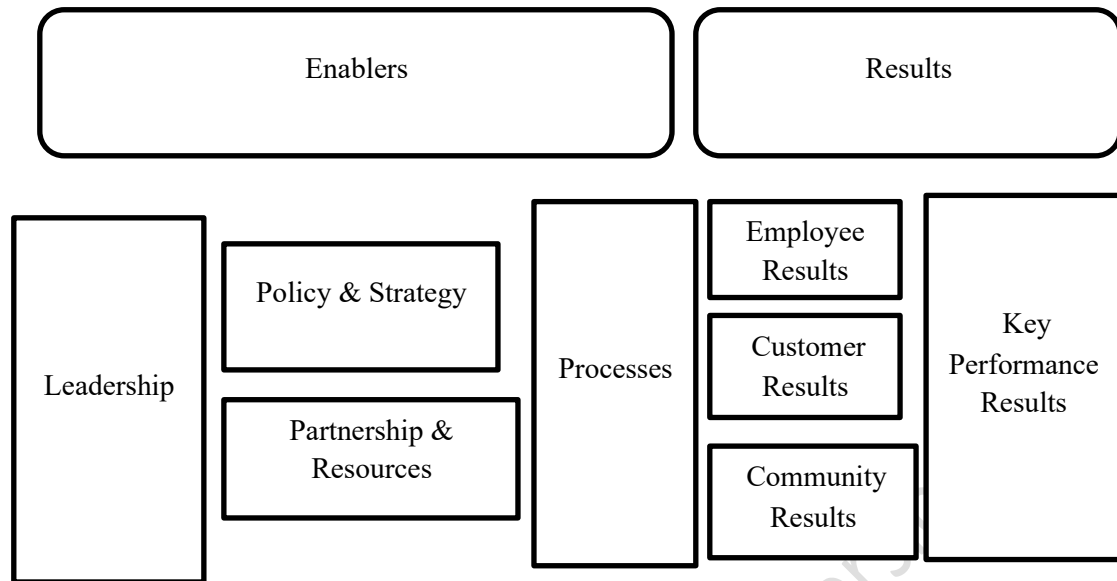 Enablers
Results
Leadership
Policy & Strategy
Partnership &
Resources
Processes
Employee
Results
Customer
Results
Community
Results
Key
Performance
Results